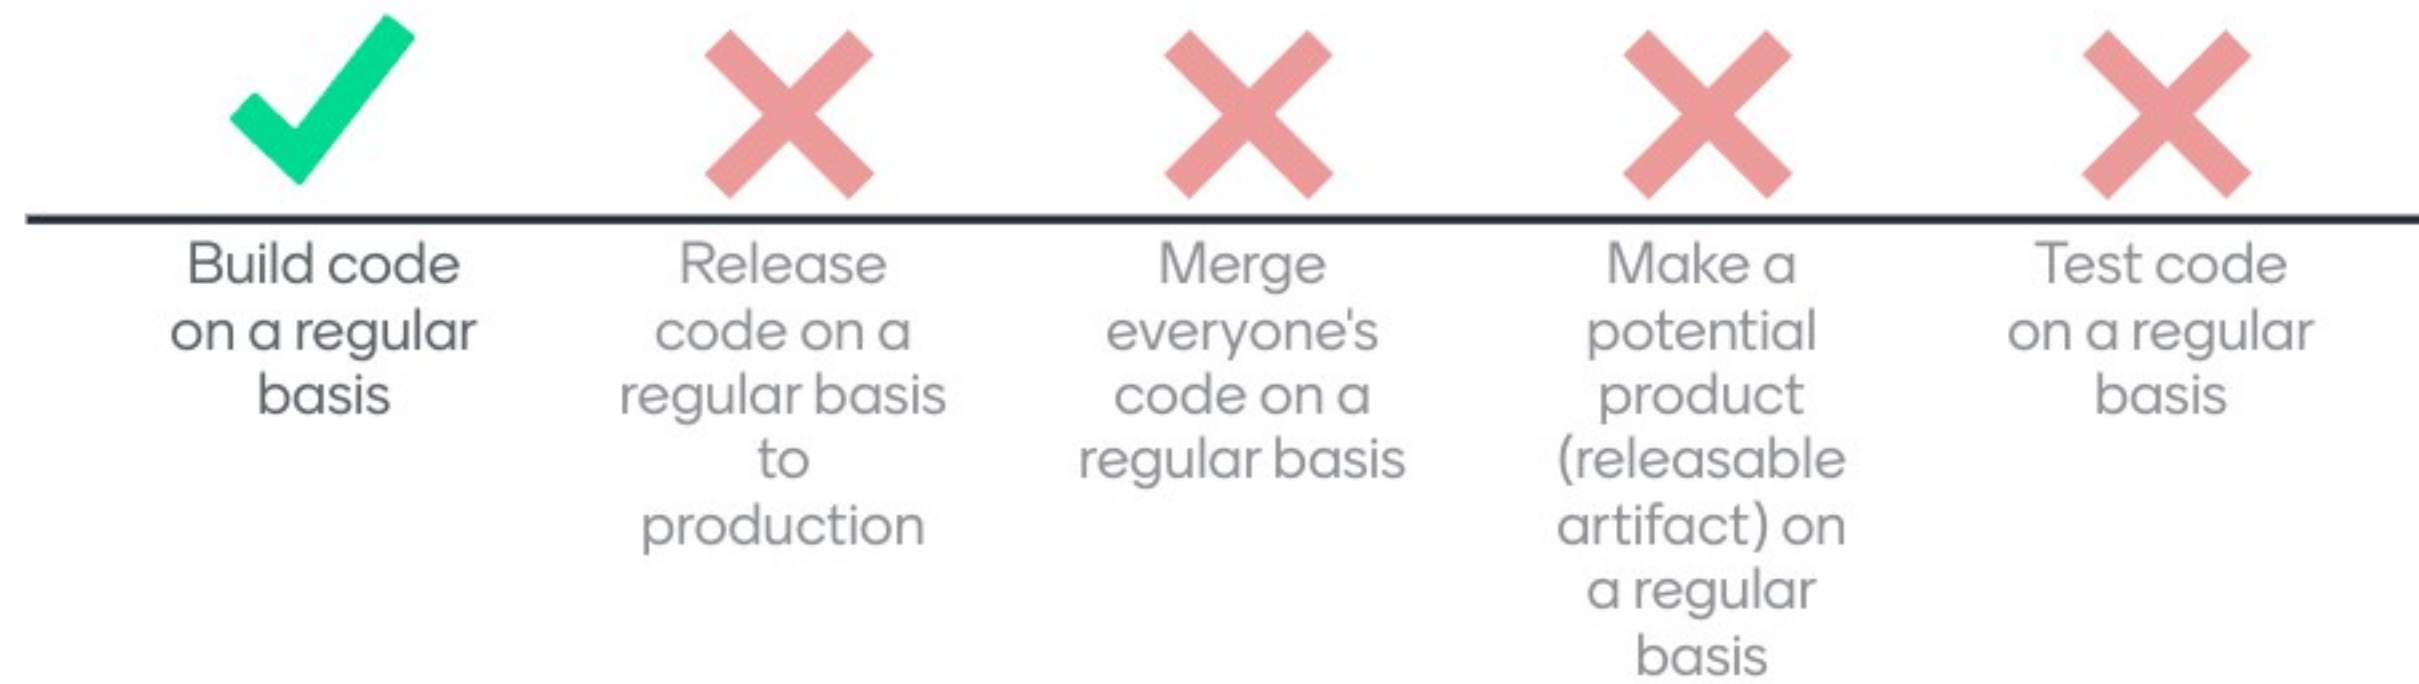 Build code
on a regular
basis
Release
code on a
regular basis
to
production
Merge
everyone's
code on a
regular basis
Make a
potential
product
(releasable
artifact) on
a regular
basis
Test code
on a regular
basis